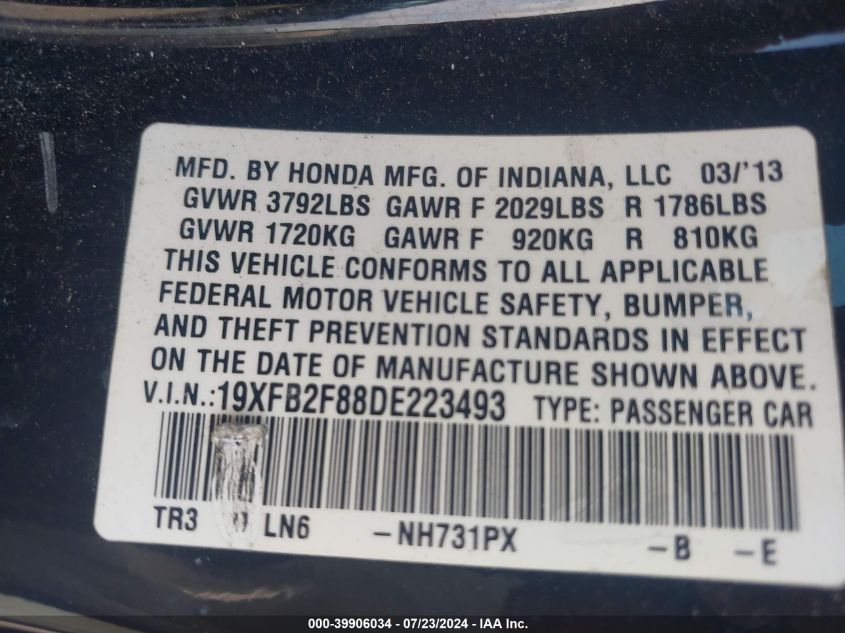 MFD. BY HONDA MFG. OF INDIANA, LLC 03/'13
GVWR 3792LBS GAWR F 2029LBS R 1786LBS
GVWR 1720KG GAWR F 920KG R 810KG
THIS VEHICLE CONFORMS TO ALL APPLICABLE
FEDERAL MOTOR VEHICLE SAFETY, BUMPER,
AND THEFT PREVENTION STANDARDS IN EFFECT
ON THE DATE OF MANUFACTURE SHOWN ABOVE.
V.I.N.:19XFB2F88DE223493 TYPE: PASSENGER CAR
TR3 LN6 -NH731PX -B -E
000-39906034 / 07/23/2024 - IAA Inc.